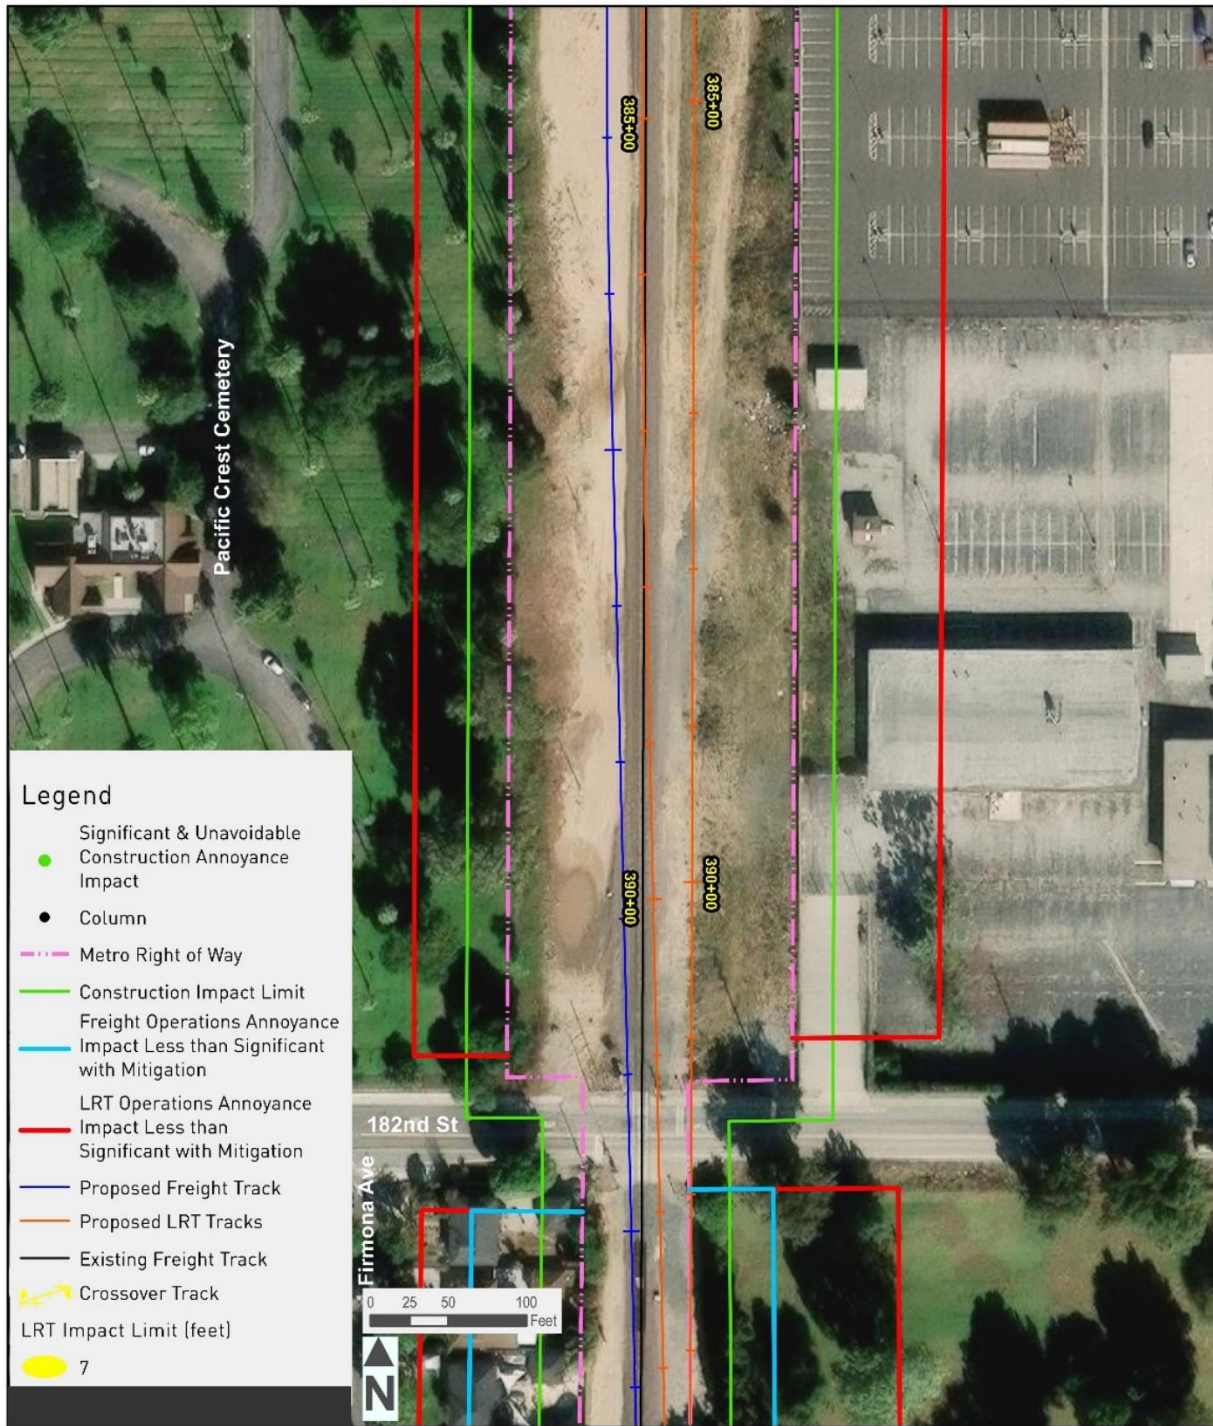 385+00
385+00
Pacific Crest Cemetery
390+00
390+00
182nd St
Firmona Ave
Legend
Significant & Unavoidable
Construction Annoyance
Impact
Column
Metro Right of Way
Construction Impact Limit
Freight Operations Annoyance
Impact Less than Significant
with Mitigation
LRT Operations Annoyance
Impact Less than
Significant with Mitigation
Proposed Freight Track
Proposed LRT Tracks
Existing Freight Track
Crossover Track
LRT Impact Limit (feet)
7
0 25 50 100
Feet
N